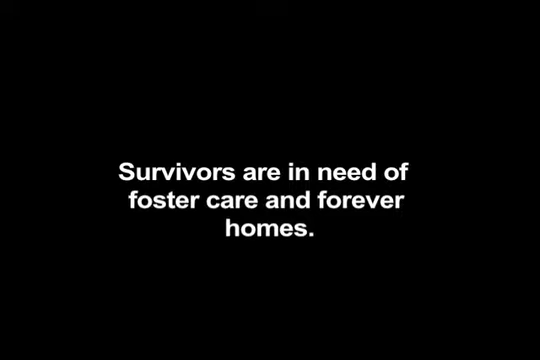 Survivors are in need of
foster care and forever
homes.